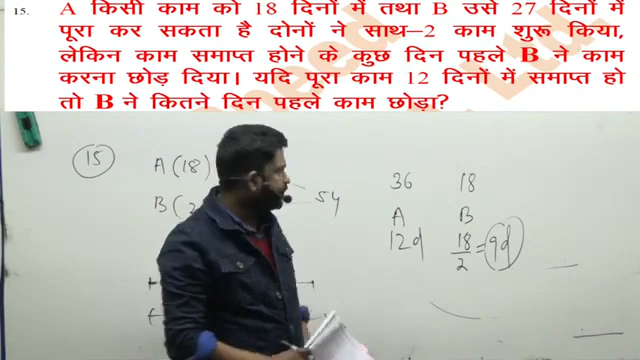 15. A किसी काम को 18 दिनों में तथा B उसे 27 दिनों में
पूरा कर सकता है दोनों ने साथ–2 काम शुरू किया,
लेकिन काम समाप्त होने के कुछ दिन पहले B ने काम
करना छोड़ दिया। यदि पूरा काम 12 दिनों में समाप्त हो
तो B ने कितने दिन पहले काम छोड़ा?
15
A (18)
B (2
54
36 18
A B
12d 18/2 = 9d